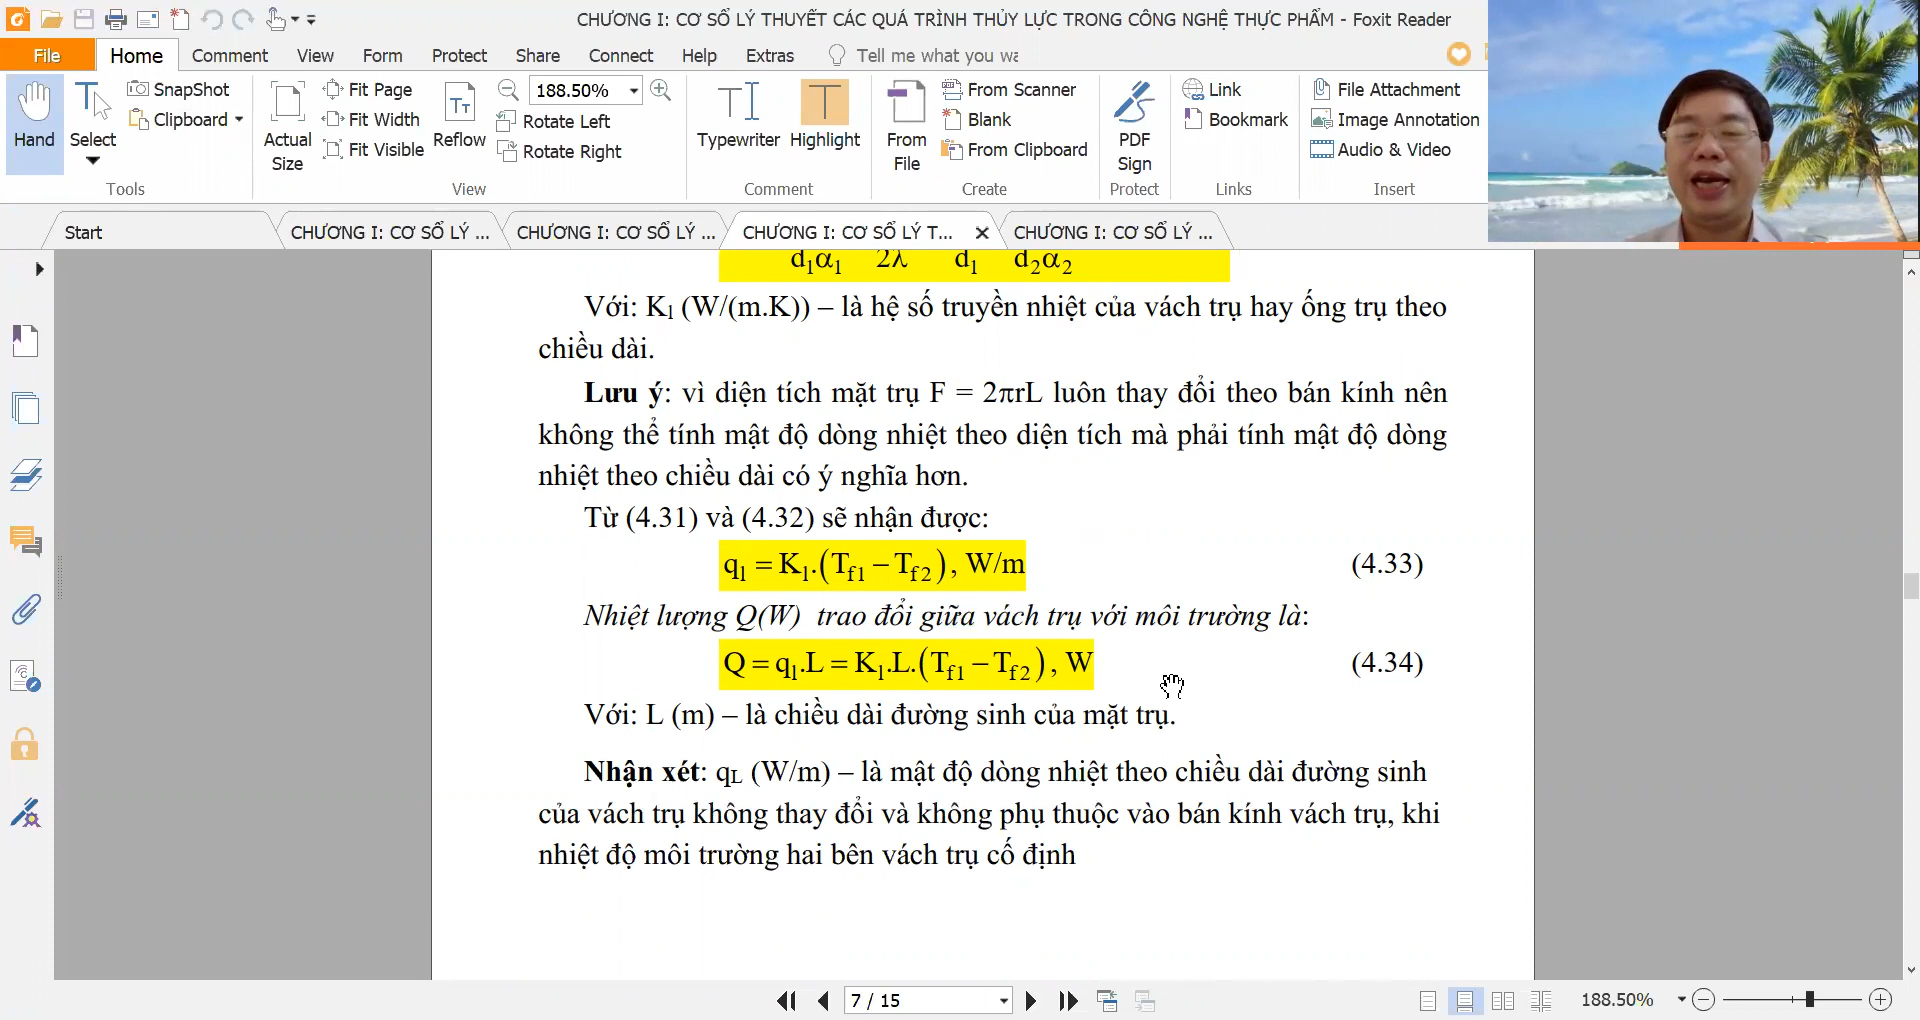 CHƯƠNG I: CƠ SỔ LÝ THUYẾT CÁC QUÁ TRÌNH THỦY LỰC TRONG CÔNG NGHỆ THỰC PHẨM - Foxit Reader
File Home Comment View Form Protect Share Connect Help Extras Tell me what you wa
Hand
Select
SnapShot
Clipboard
Tools
Actual Size
Fit Page
Fit Width
Fit Visible
Reflow
188.50%
Rotate Left
Rotate Right
View
Typewriter
Highlight
Comment
From File
From Scanner
Blank
From Clipboard
Create
PDF Sign
Protect
Link
Bookmark
Links
File Attachment
Image Annotation
Audio & Video
Insert
Start
CHƯƠNG I: CƠ SỔ LÝ ...
CHƯƠNG I: CƠ SỔ LÝ ...
CHƯƠNG I: CƠ SỔ LÝ T...
CHƯƠNG I: CƠ SỔ LÝ ...
d₁α₁ 2λ d₁ d₂α₂
Với: Kₗ (W/(m.K)) – là hệ số truyền nhiệt của vách trụ hay ống trụ theo
chiều dài.
Lưu ý: vì diện tích mặt trụ F = 2πrL luôn thay đổi theo bán kính nên
không thể tính mật độ dòng nhiệt theo diện tích mà phải tính mật độ dòng
nhiệt theo chiều dài có ý nghĩa hơn.
Từ (4.31) và (4.32) sẽ nhận được:
qₗ = Kₗ.(Tf1 − Tf2), W/m (4.33)
Nhiệt lượng Q(W) trao đổi giữa vách trụ với môi trường là:
Q = qₗ.L = Kₗ.L.(Tf1 − Tf2), W (4.34)
Với: L (m) – là chiều dài đường sinh của mặt trụ.
Nhận xét: qL (W/m) – là mật độ dòng nhiệt theo chiều dài đường sinh
của vách trụ không thay đổi và không phụ thuộc vào bán kính vách trụ, khi
nhiệt độ môi trường hai bên vách trụ cố định
7 / 15
188.50%